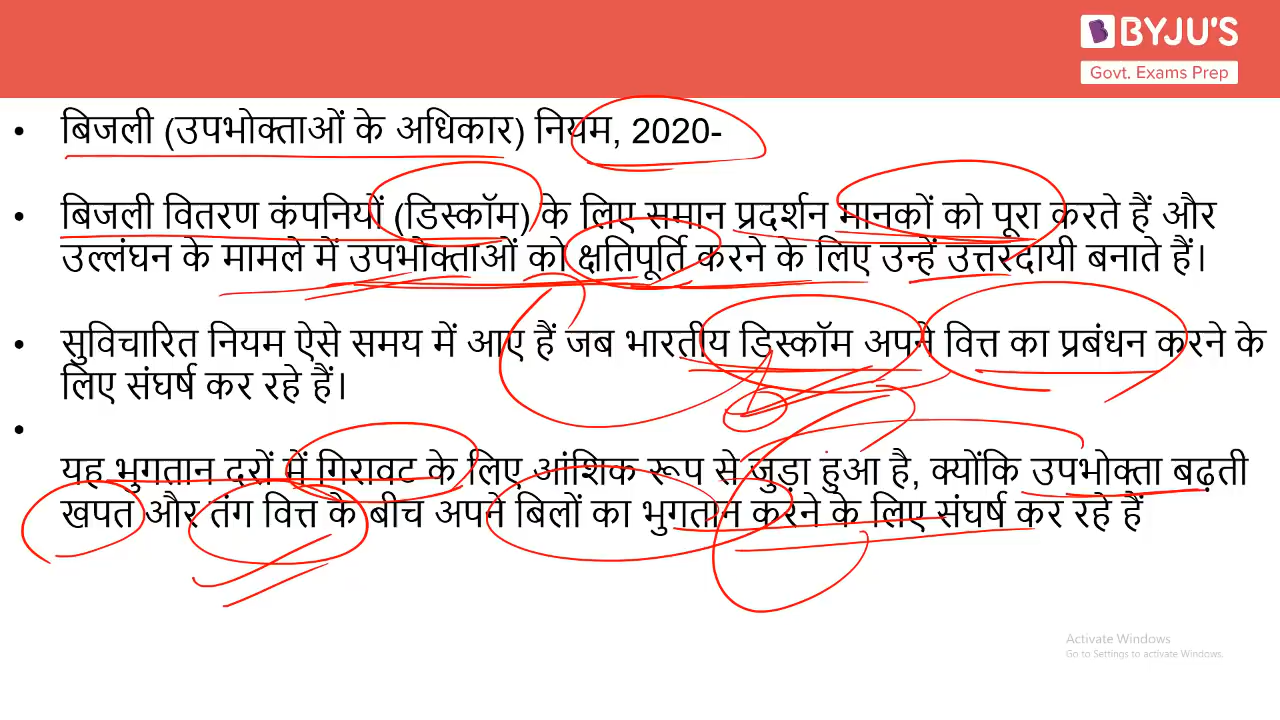 BYJU'S
Govt. Exams Prep
• बिजली (उपभोक्ताओं के अधिकार) नियम, 2020-
• बिजली वितरण कंपनियों (डिस्कॉम) के लिए समान प्रदर्शन मानकों को पूरा करते हैं और
उल्लंघन के मामले में उपभोक्ताओं को क्षतिपूर्ति करने के लिए उन्हें उत्तरदायी बनाते हैं।
• सुविचारित नियम ऐसे समय में आए हैं जब भारतीय डिस्कॉम अपने वित्त का प्रबंधन करने के
लिए संघर्ष कर रहे हैं।
•
यह भुगतान दरों में गिरावट के लिए आंशिक रूप से जुड़ा हुआ है, क्योंकि उपभोक्ता बढ़ती
खपत और तंग वित्त के बीच अपने बिलों का भुगतान करने के लिए संघर्ष कर रहे हैं
Activate Windows
Go to Settings to activate Windows.